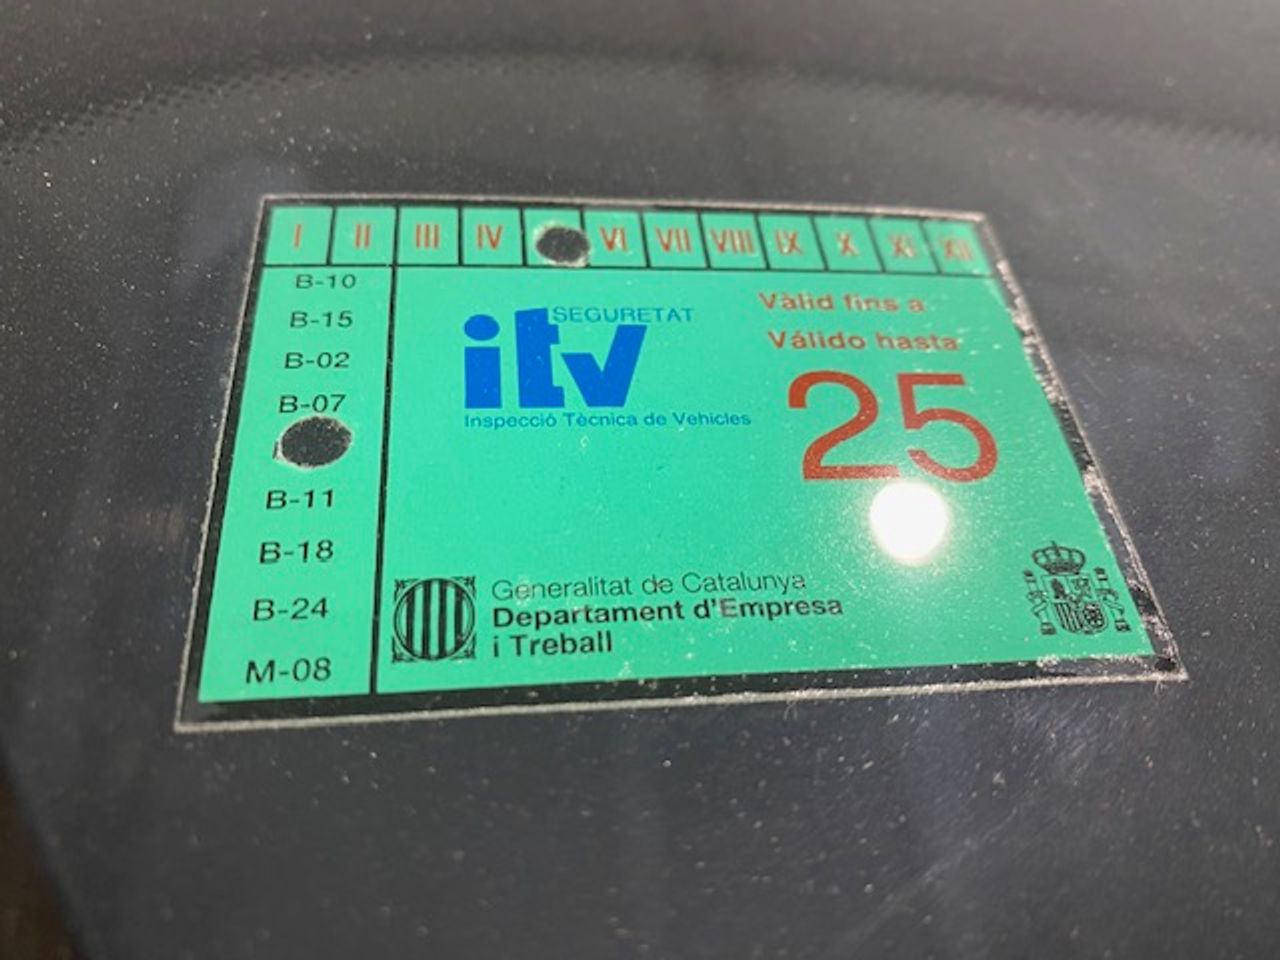 I II III IV VI VII VIII IX X XI XII
B-10
B-15
B-02
B-07
B-11
B-18
B-24
M-08
SEGURETAT
itv
Inspecció Tècnica de Vehicles
Vàlid fins a
Válido hasta
25
Generalitat de Catalunya
Departament d'Empresa
i Treball